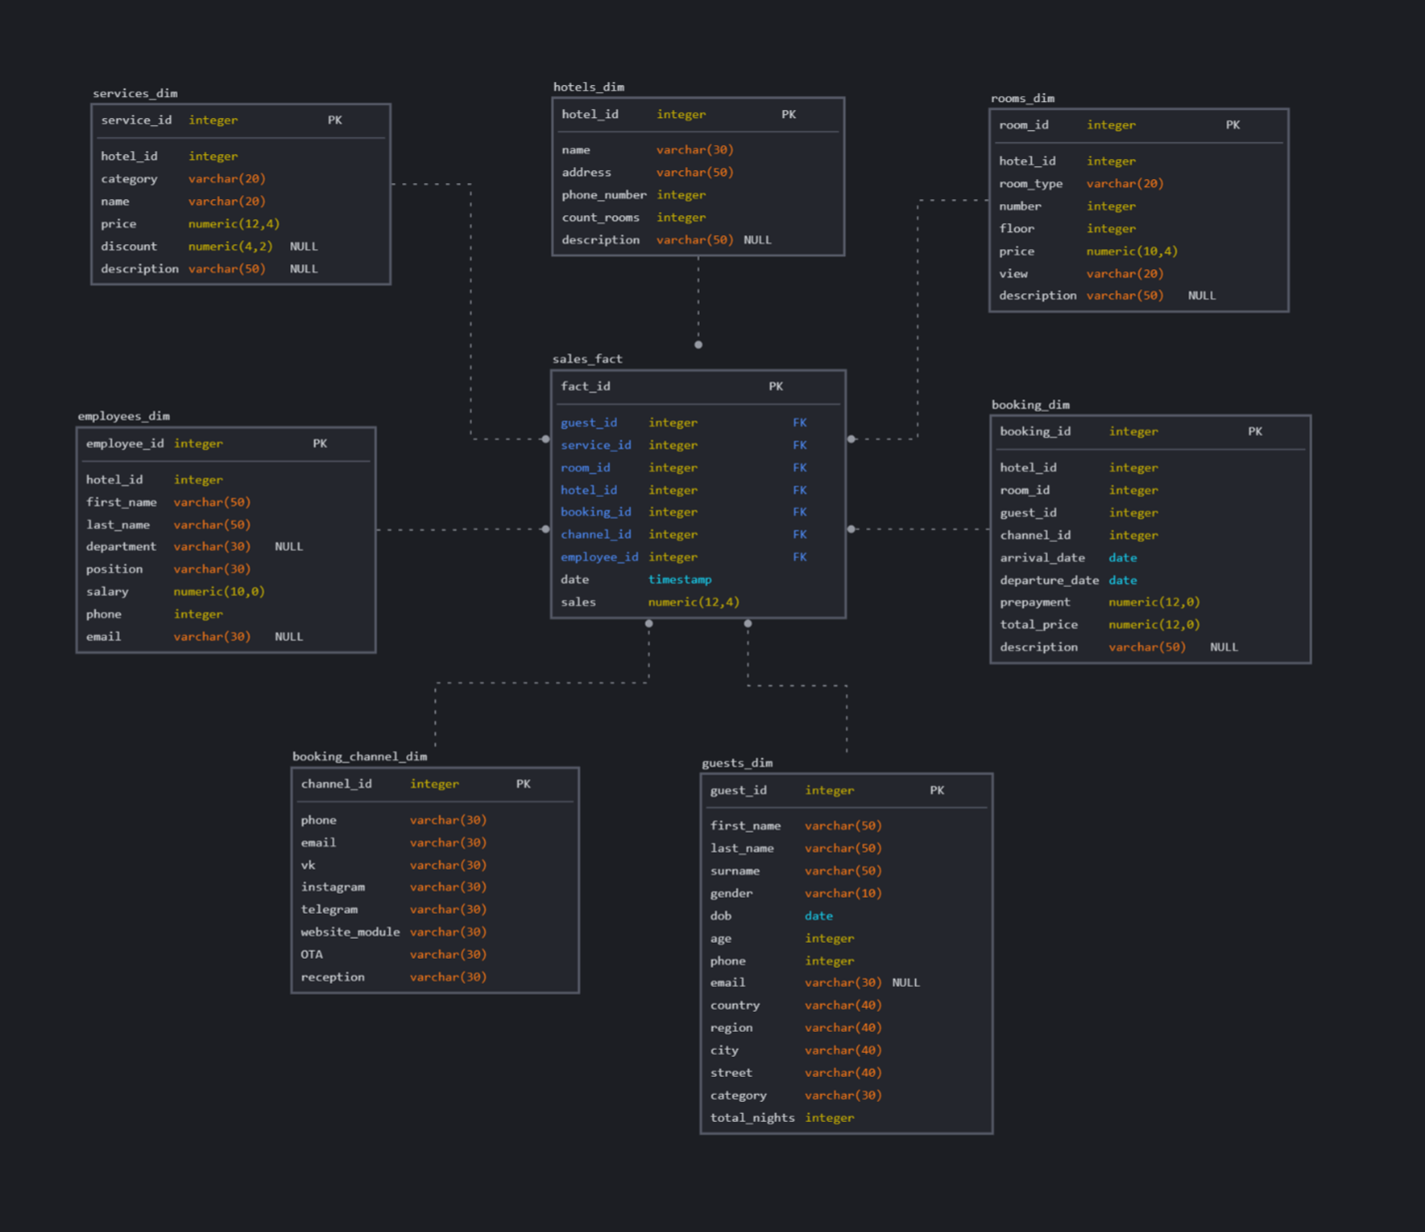 services_dim
service_id integer PK
hotel_id integer
category varchar(20)
name varchar(20)
price numeric(12,4)
discount numeric(4,2) NULL
description varchar(50) NULL
hotels_dim
hotel_id integer PK
name varchar(30)
address varchar(50)
phone_number integer
count_rooms integer
description varchar(50) NULL
rooms_dim
room_id integer PK
hotel_id integer
room_type varchar(20)
number integer
floor integer
price numeric(10,4)
view varchar(20)
description varchar(50) NULL
employees_dim
employee_id integer PK
hotel_id integer
first_name varchar(50)
last_name varchar(50)
department varchar(30) NULL
position varchar(30)
salary numeric(10,0)
phone integer
email varchar(30) NULL
sales_fact
fact_id PK
guest_id integer FK
service_id integer FK
room_id integer FK
hotel_id integer FK
booking_id integer FK
channel_id integer FK
employee_id integer FK
date timestamp
sales numeric(12,4)
booking_dim
booking_id integer PK
hotel_id integer
room_id integer
guest_id integer
channel_id integer
arrival_date date
departure_date date
prepayment numeric(12,0)
total_price numeric(12,0)
description varchar(50) NULL
booking_channel_dim
channel_id integer PK
phone varchar(30)
email varchar(30)
vk varchar(30)
instagram varchar(30)
telegram varchar(30)
website_module varchar(30)
OTA varchar(30)
reception varchar(30)
guests_dim
guest_id integer PK
first_name varchar(50)
last_name varchar(50)
surname varchar(50)
gender varchar(10)
dob date
age integer
phone integer
email varchar(30) NULL
country varchar(40)
region varchar(40)
city varchar(40)
street varchar(40)
category varchar(30)
total_nights integer